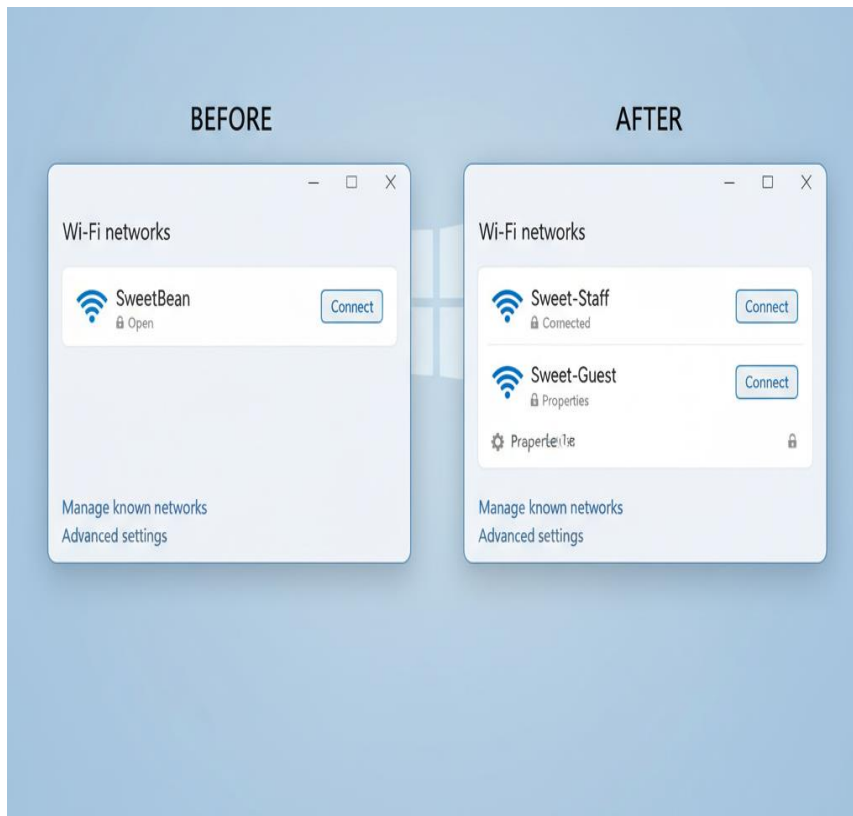 BEFORE
Wi-Fi networks
SweetBean
Open
Connect
Manage known networks
Advanced settings
AFTER
Wi-Fi networks
Sweet-Staff
Connected
Connect
Sweet-Guest
Properties
Connect
Manage known networks
Advanced settings